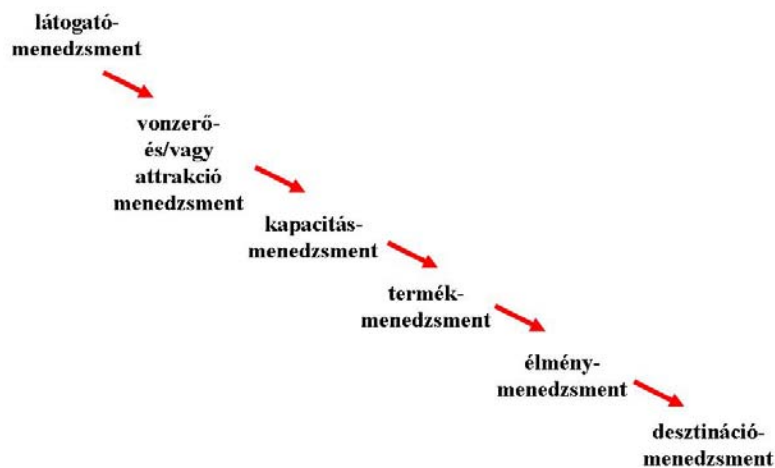 látogató-
menedzsment
vonzerő-
és/vagy
attrakció
menedzsment
kapacitás-
menedzsment
termék-
menedzsment
élmény-
menedzsment
desztináció-
menedzsment